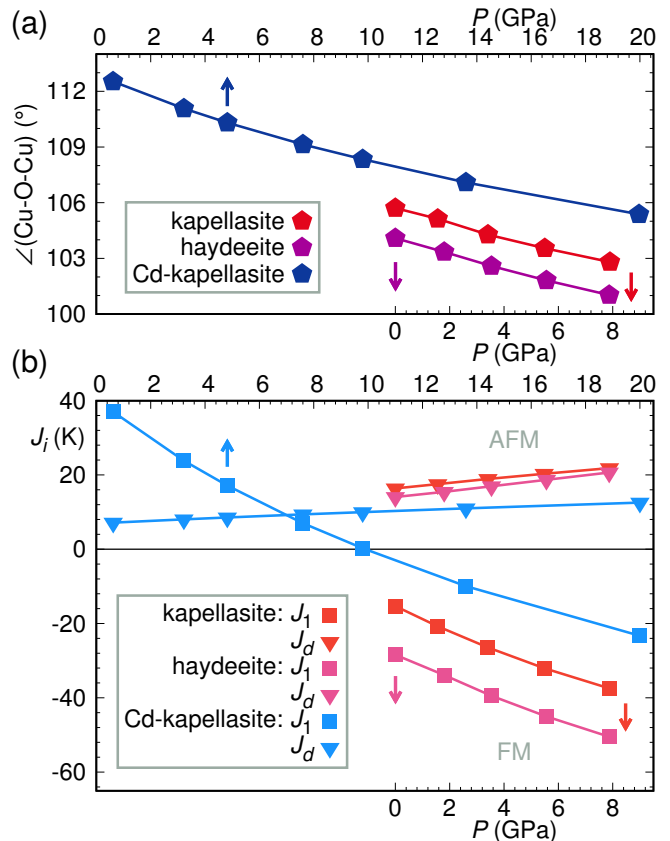 (a)
P (GPa)
0 2 4 6 8 10 12 14 16 18 20
∠(Cu-O-Cu) (°)
112
109
106
103
100
kapellasite
haydeeite
Cd-kapellasite
0 2 4 6 8
P (GPa)
(b)
0 2 4 6 8 10 12 14 16 18 20
J_i (K)
40
20
0
-20
-40
-60
AFM
kapellasite: J_1
J_d
haydeeite: J_1
J_d
Cd-kapellasite: J_1
J_d
FM
0 2 4 6 8
P (GPa)